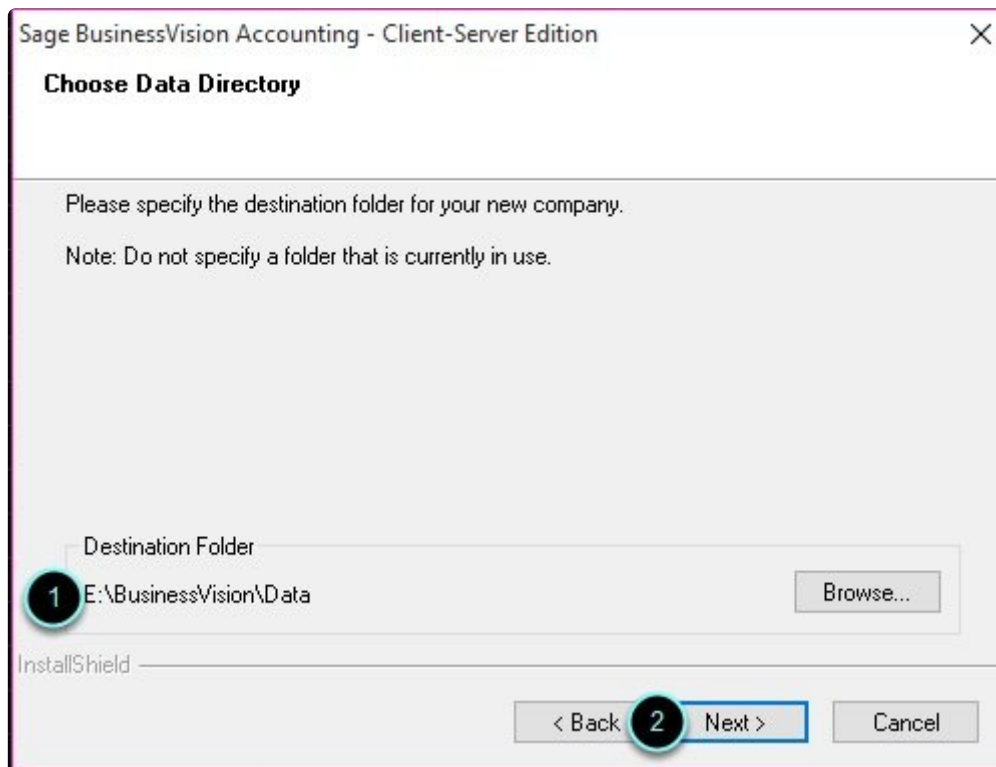 Sage BusinessVision Accounting - Client-Server Edition
Choose Data Directory
Please specify the destination folder for your new company.
Note: Do not specify a folder that is currently in use.
Destination Folder
1 E:\BusinessVision\Data Browse...
InstallShield
< Back 2 Next > Cancel